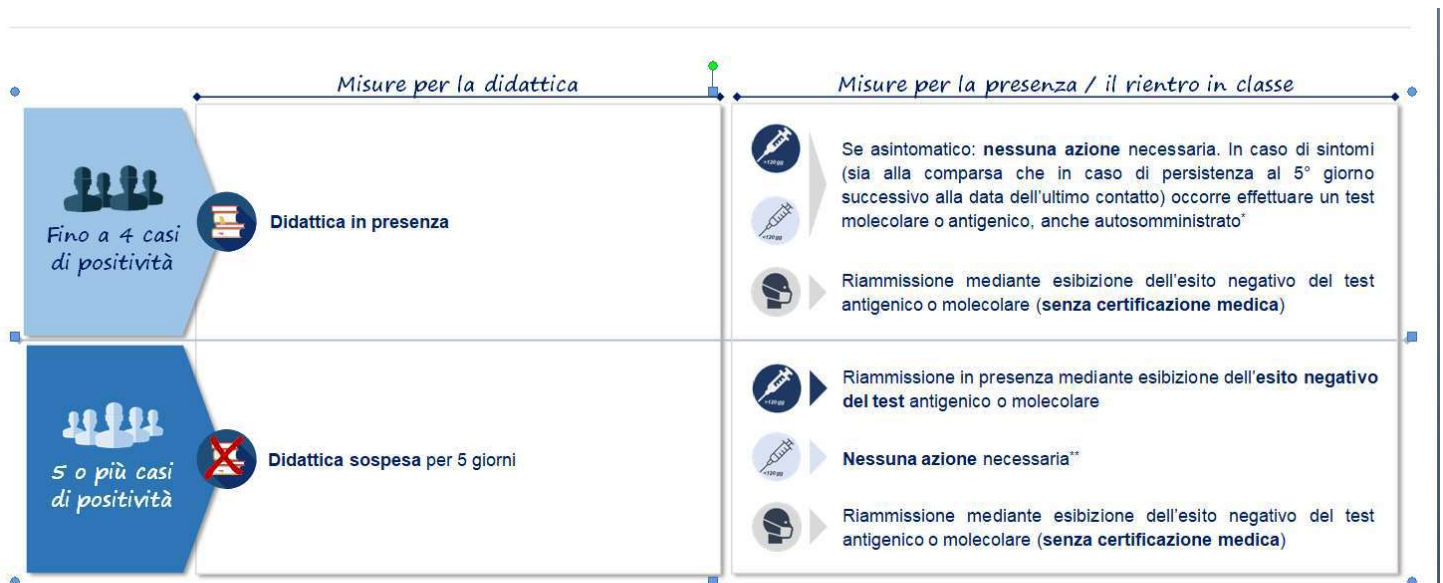 Misure per la didattica
Misure per la presenza / il rientro in classe
Fino a 4 casi
di positività
Didattica in presenza
Se asintomatico: nessuna azione necessaria. In caso di sintomi
(sia alla comparsa che in caso di persistenza al 5° giorno
successivo alla data dell'ultimo contatto) occorre effettuare un test
molecolare o antigenico, anche autosomministrato*
Riammissione mediante esibizione dell'esito negativo del test
antigenico o molecolare (senza certificazione medica)
5 o più casi
di positività
Didattica sospesa per 5 giorni
Riammissione in presenza mediante esibizione dell'esito negativo
del test antigenico o molecolare
Nessuna azione necessaria**
Riammissione mediante esibizione dell'esito negativo del test
antigenico o molecolare (senza certificazione medica)